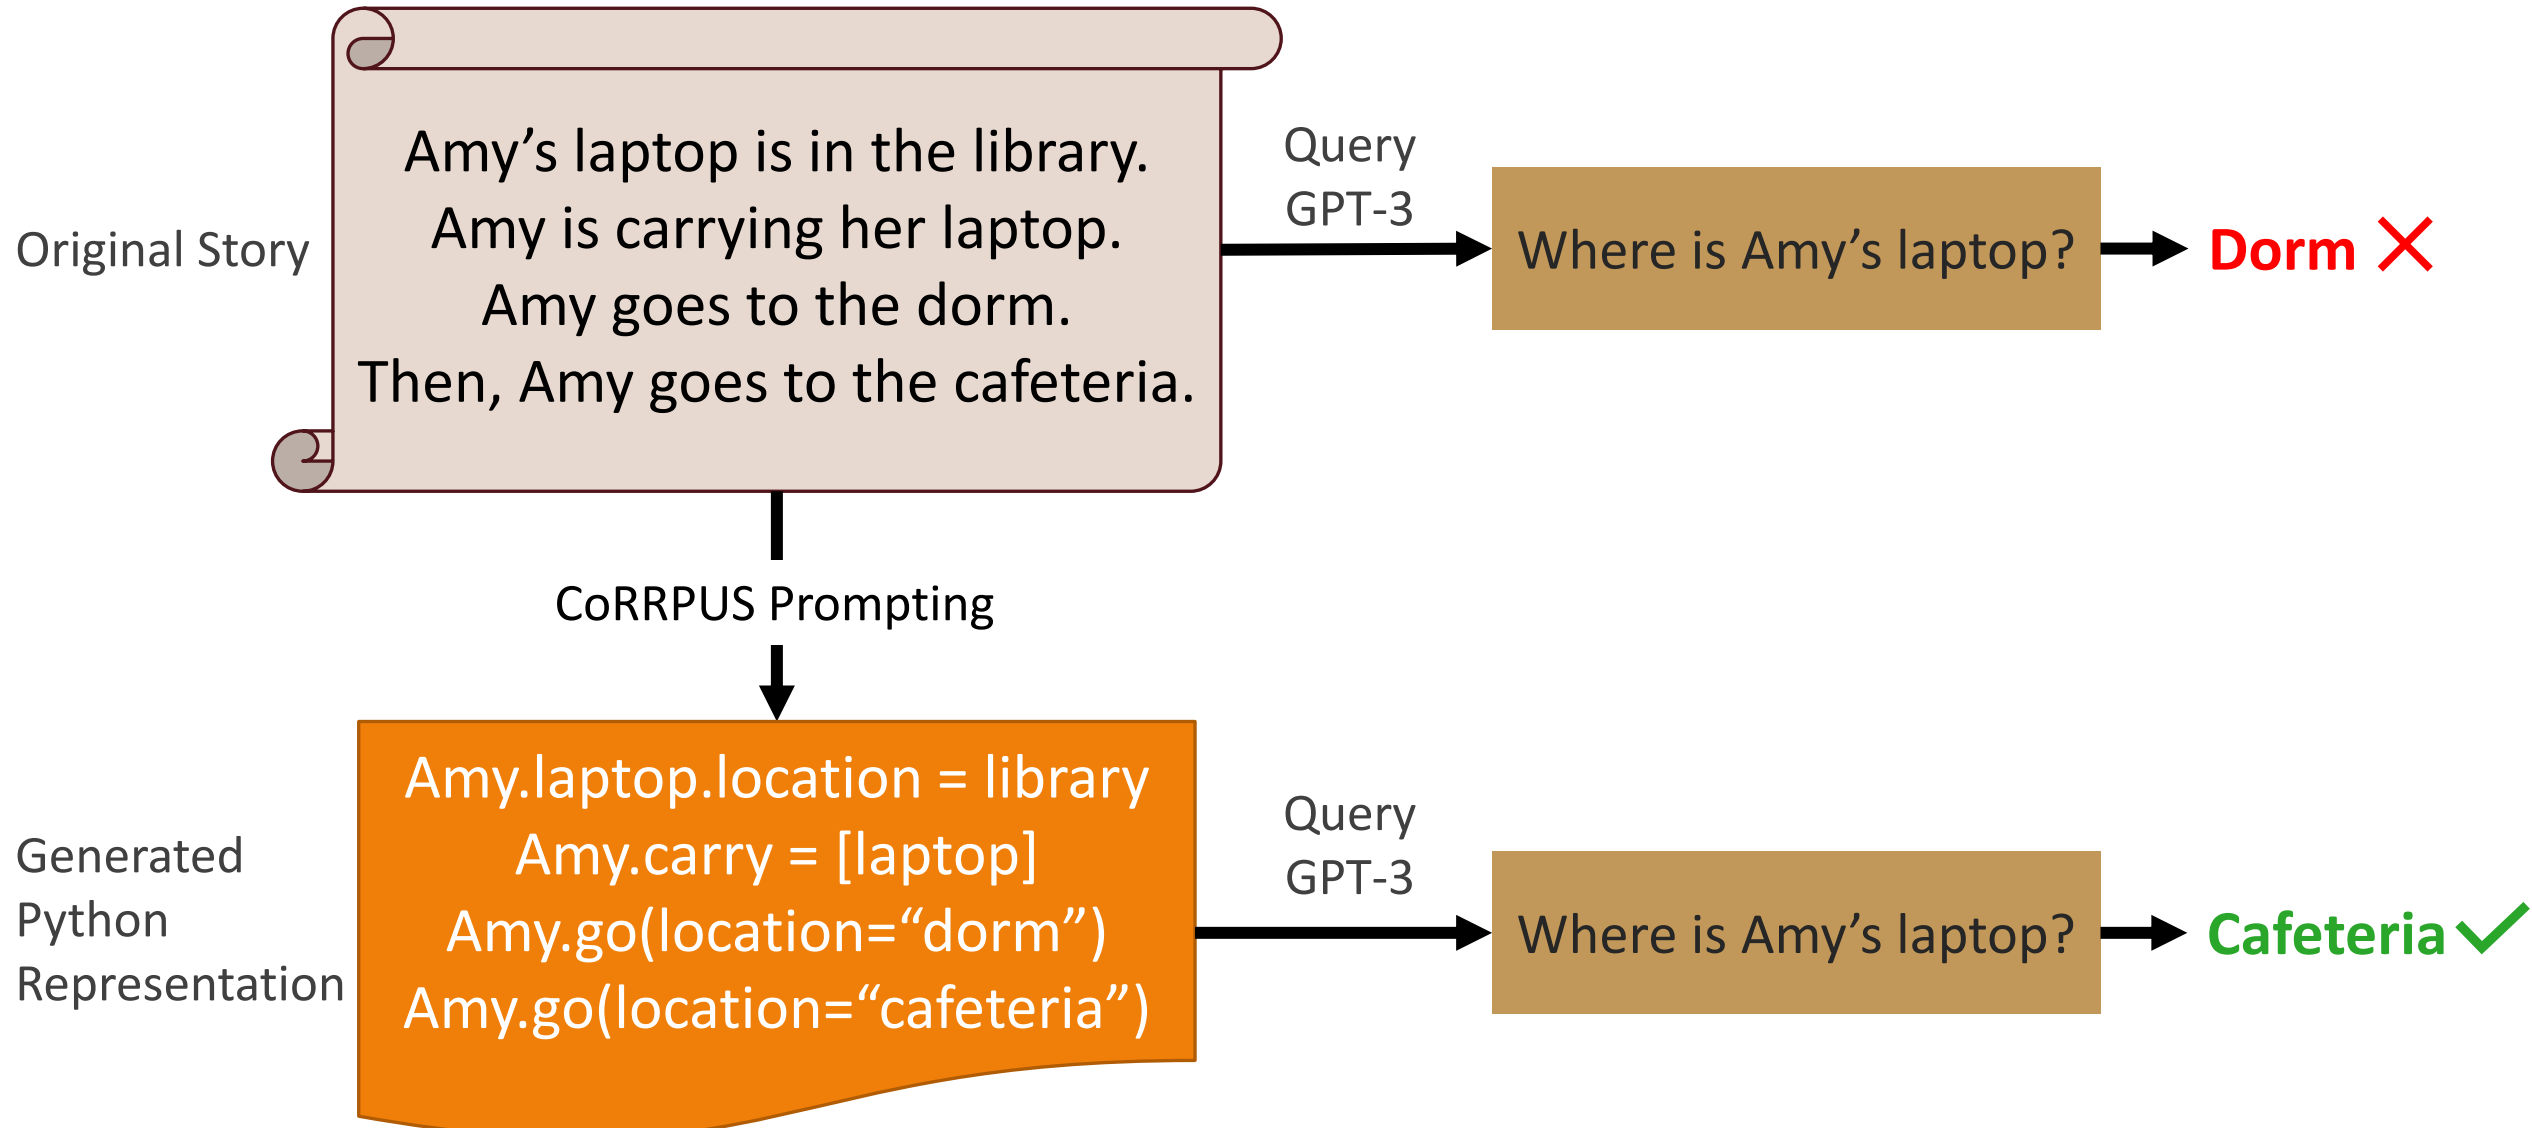 Original Story
Amy’s laptop is in the library.
Amy is carrying her laptop.
Amy goes to the dorm.
Then, Amy goes to the cafeteria.
Query
GPT-3
Where is Amy’s laptop?
Dorm
CoRRPUS Prompting
Generated
Python
Representation
Amy.laptop.location = library
Amy.carry = [laptop]
Amy.go(location=“dorm”)
Amy.go(location=“cafeteria”)
Query
GPT-3
Where is Amy’s laptop?
Cafeteria